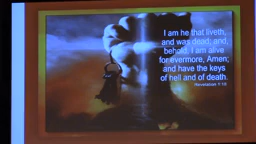 I am he that liveth,
and was dead; and,
behold, I am alive
for evermore, Amen;
and have the keys
of hell and of death.
Revelation 1:18